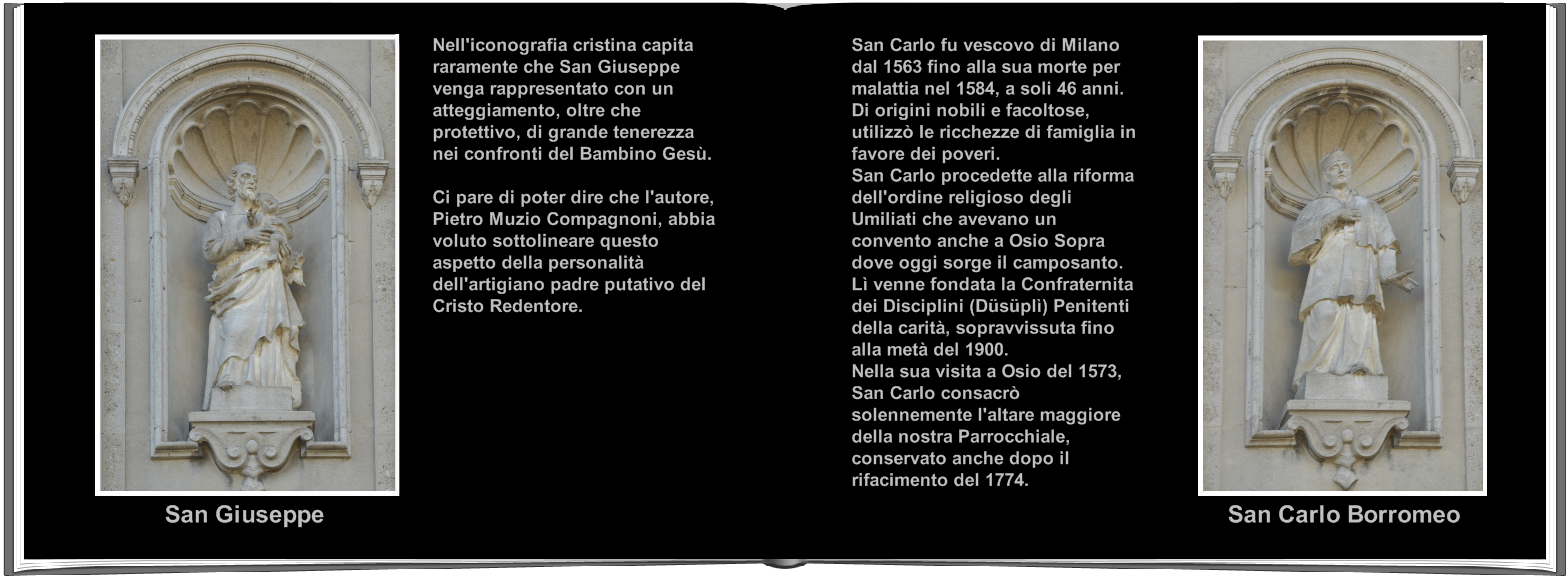 Nell'iconografia cristina capita
raramente che San Giuseppe
venga rappresentato con un
atteggiamento, oltre che
protettivo, di grande tenerezza
nei confronti del Bambino Gesù.
Ci pare di poter dire che l'autore,
Pietro Muzio Compagnoni, abbia
voluto sottolineare questo
aspetto della personalità
dell'artigiano padre putativo del
Cristo Redentore.
San Giuseppe
San Carlo fu vescovo di Milano
dal 1563 fino alla sua morte per
malattia nel 1584, a soli 46 anni.
Di origini nobili e facoltose,
utilizzò le ricchezze di famiglia in
favore dei poveri.
San Carlo procedette alla riforma
dell'ordine religioso degli
Umiliati che avevano un
convento anche a Osio Sopra
dove oggi sorge il camposanto.
Lì venne fondata la Confraternita
dei Disciplini (Düsüplì) Penitenti
della carità, sopravvissuta fino
alla metà del 1900.
Nella sua visita a Osio del 1573,
San Carlo consacrò
solennemente l'altare maggiore
della nostra Parrocchiale,
conservato anche dopo il
rifacimento del 1774.
San Carlo Borromeo